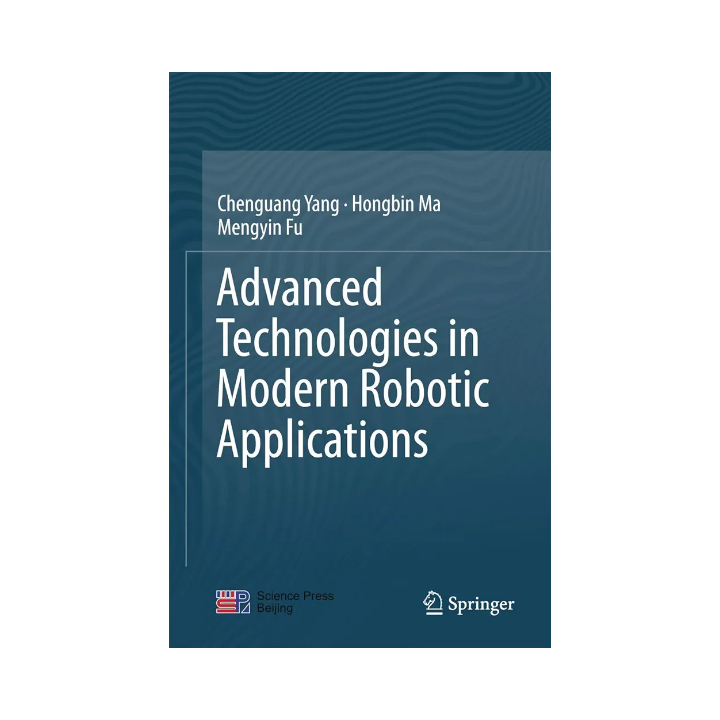 Chenguang Yang · Hongbin Ma
Mengyin Fu
Advanced
Technologies in
Modern Robotic
Applications
Science Press
Beijing
Springer